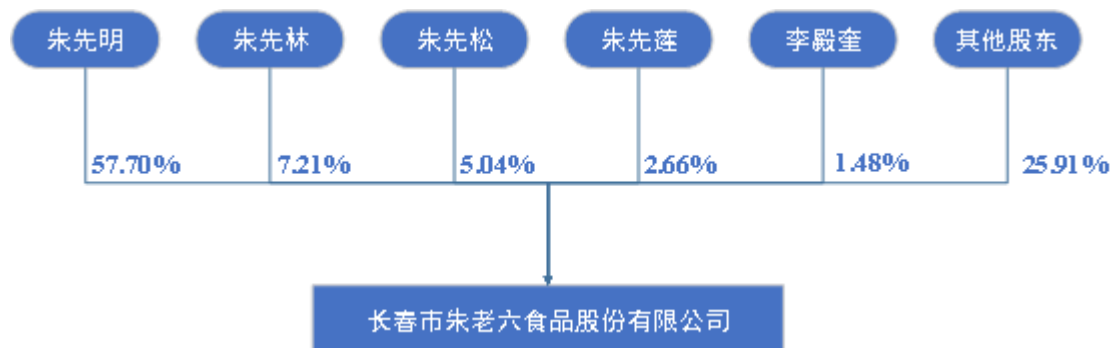 朱先明
朱先林
朱先松
朱先莲
李殿奎
其他股东
57.70%
7.21%
5.04%
2.66%
1.48%
25.91%
长春市朱老六食品股份有限公司